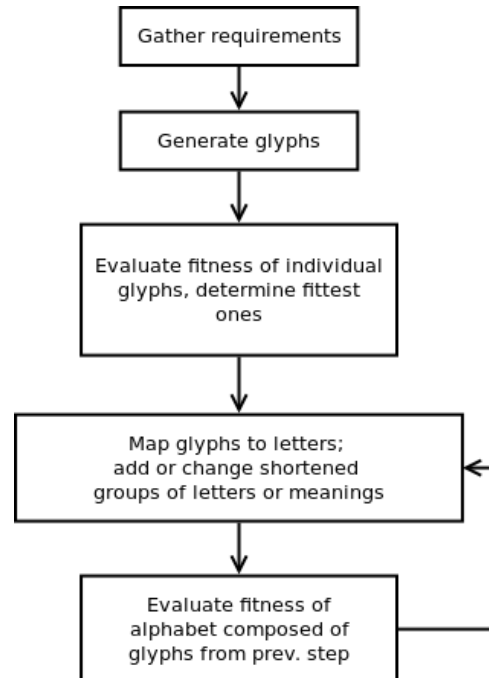 Gather requirements
Generate glyphs
Evaluate fitness of individual
glyphs, determine fittest
ones
Map glyphs to letters;
add or change shortened
groups of letters or meanings
Evaluate fitness of
alphabet composed of
glyphs from prev. step